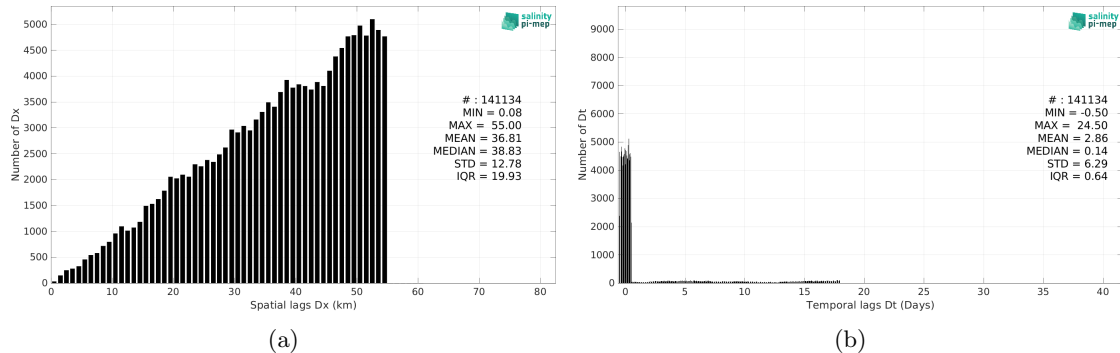 salinity
pi-mep
5000
4500
4000
3500
3000
2500
2000
1500
1000
500
0
Number of Dx
# : 141134
MIN = 0.08
MAX = 55.00
MEAN = 36.81
MEDIAN = 38.83
STD = 12.78
IQR = 19.93
0 10 20 30 40 50 60 70 80
Spatial lags Dx (km)
(a)
salinity
pi-mep
9000
8000
7000
6000
5000
4000
3000
2000
1000
0
Number of Dt
# : 141134
MIN = -0.50
MAX = 24.50
MEAN = 2.86
MEDIAN = 0.14
STD = 6.29
IQR = 0.64
0 5 10 15 20 25 30 35 40
Temporal lags Dt (Days)
(b)